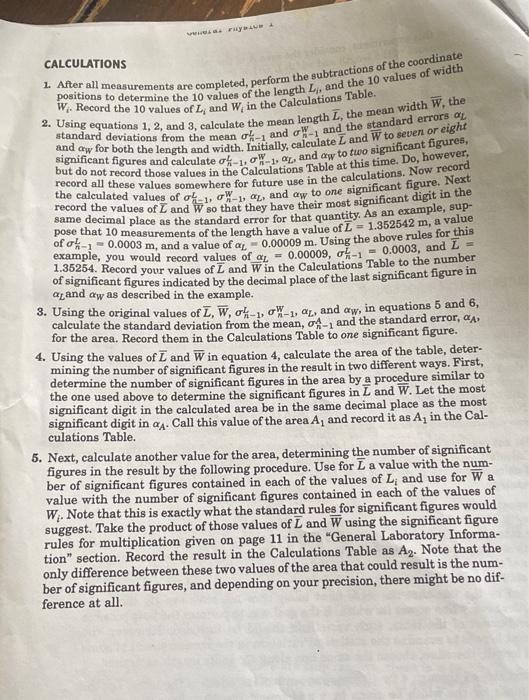 CALCULATIONS
1. After all measurements are completed, perform the subtractions of the coordinate
positions to determine the 10 values of the length Lᵢ, and the 10 values of width
Wᵢ. Record the 10 values of Lᵢ and Wᵢ in the Calculations Table.
2. Using equations 1, 2, and 3, calculate the mean length L̅, the mean width W̅, the
standard deviations from the mean σᴸₙ₋₁ and σᵂₙ₋₁ and the standard errors α_L
and α_W for both the length and width. Initially, calculate L̅ and W̅ to seven or eight
significant figures and calculate σᴸₙ₋₁, σᵂₙ₋₁, α_L, and α_W to two significant figures,
but do not record those values in the Calculations Table at this time. Do, however,
record all these values somewhere for future use in the calculations. Now record
the calculated values of σᴸₙ₋₁, σᵂₙ₋₁, α_L, and α_W to one significant figure. Next
record the values of L̅ and W̅ so that they have their most significant digit in the
same decimal place as the standard error for that quantity. As an example, sup-
pose that 10 measurements of the length have a value of L̅ = 1.352542 m, a value
of σᴸₙ₋₁ = 0.0003 m, and a value of α_L = 0.00009 m. Using the above rules for this
example, you would record values of α_L = 0.00009, σᴸₙ₋₁ = 0.0003, and L̅ =
1.35254. Record your values of L̅ and W̅ in the Calculations Table to the number
of significant figures indicated by the decimal place of the last significant figure in
α_L and α_W as described in the example.
3. Using the original values of L̅, W̅, σᴸₙ₋₁, σᵂₙ₋₁, α_L, and α_W, in equations 5 and 6,
calculate the standard deviation from the mean, σᴬₙ₋₁ and the standard error, α_A,
for the area. Record them in the Calculations Table to one significant figure.
4. Using the values of L̅ and W̅ in equation 4, calculate the area of the table, deter-
mining the number of significant figures in the result in two different ways. First,
determine the number of significant figures in the area by a procedure similar to
the one used above to determine the significant figures in L̅ and W̅. Let the most
significant digit in the calculated area be in the same decimal place as the most
significant digit in α_A. Call this value of the area A₁ and record it as A₁ in the Cal-
culations Table.
5. Next, calculate another value for the area, determining the number of significant
figures in the result by the following procedure. Use for L̅ a value with the num-
ber of significant figures contained in each of the values of Lᵢ and use for W̅ a
value with the number of significant figures contained in each of the values of
Wᵢ. Note that this is exactly what the standard rules for significant figures would
suggest. Take the product of those values of L̅ and W̅ using the significant figure
rules for multiplication given on page 11 in the "General Laboratory Informa-
tion" section. Record the result in the Calculations Table as A₂. Note that the
only difference between these two values of the area that could result is the num-
ber of significant figures, and depending on your precision, there might be no dif-
ference at all.